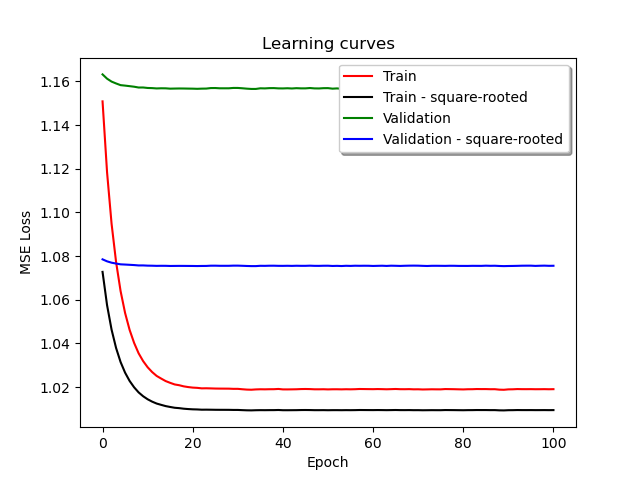 Learning curves
MSE Loss
1.16
1.14
1.12
1.10
1.08
1.06
1.04
1.02
Train
Train - square-rooted
Validation
Validation - square-rooted
0
20
40
60
80
100
Epoch